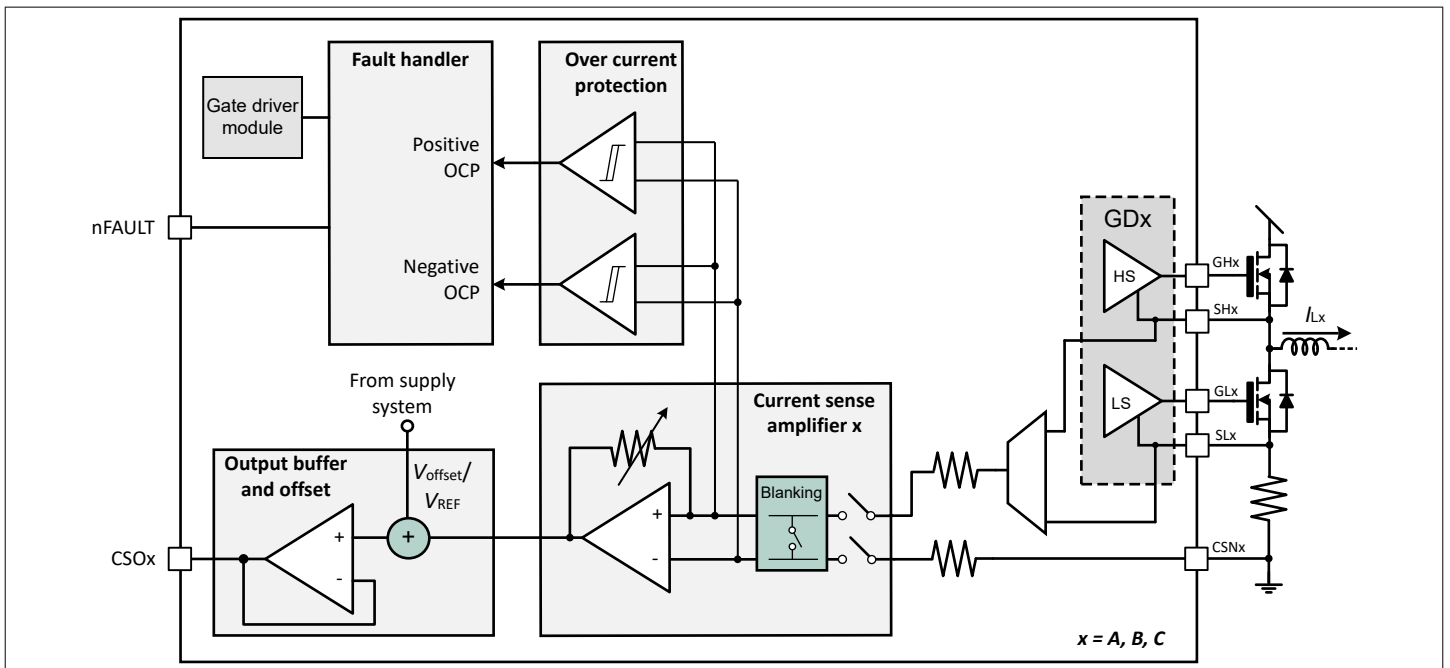 Fault handler
Over current
protection
Gate driver
module
Positive
OCP
nFAULT
Negative
OCP
GDx
HS
GHx
SHx
ILx
LS
GLx
SLx
From supply
system
Current sense
amplifier x
Output buffer
and offset
Voffset/
VREF
Blanking
+
-
+
+
-
CSOx
CSNx
x = A, B, C